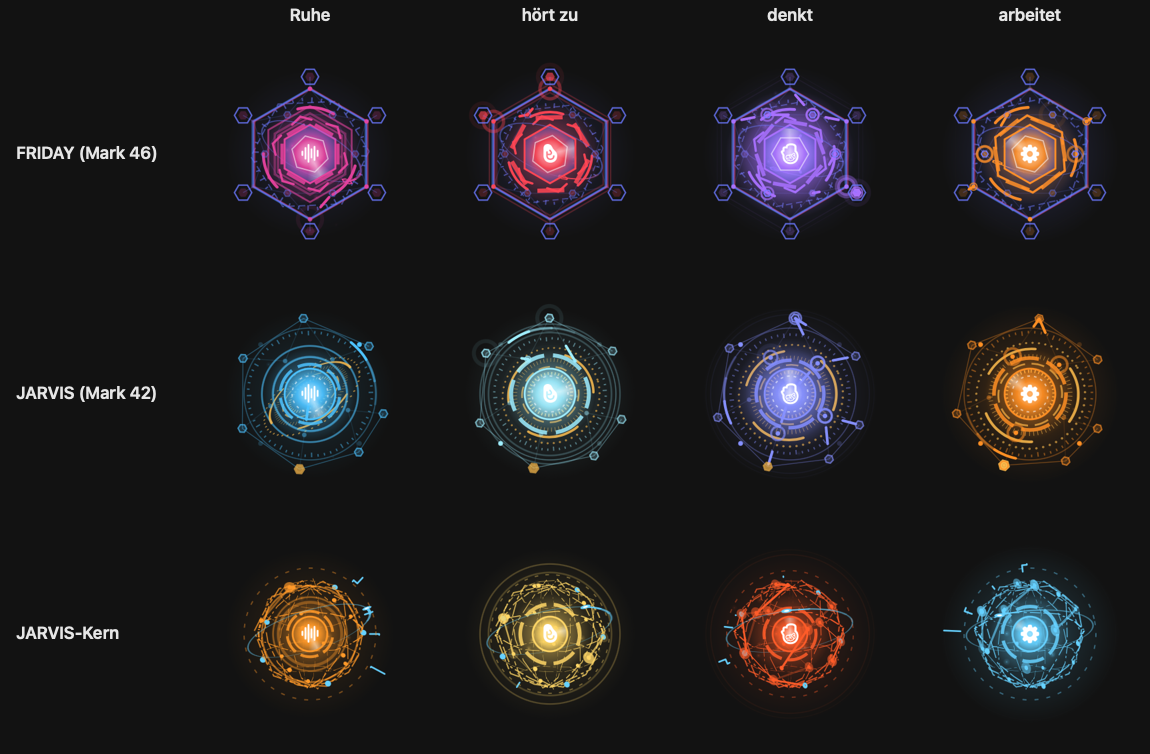 Ruhe hört zu denkt arbeitet
FRIDAY (Mark 46)
JARVIS (Mark 42)
JARVIS-Kern